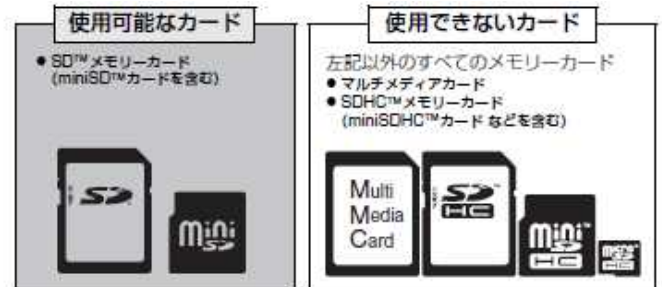 使用可能なカード
● SD™メモリーカード
(miniSD™カードを含む)
SD
mini
SD
使用できないカード
左記以外のすべてのメモリーカード
● マルチメディアカード
● SDHC™メモリーカード
(miniSDHC™カード などを含む)
Multi
Media
Card
SD™
HC
mini™
SD
HC
HC